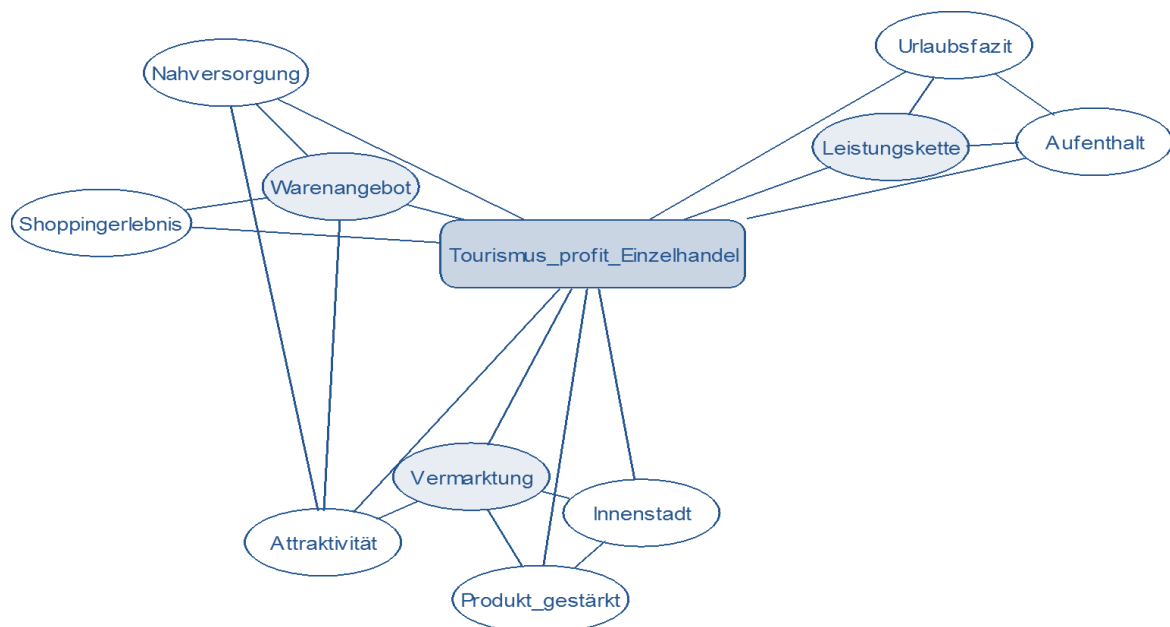 Urlaubsfazit
Nahversorgung
Leistungskette
Aufenthalt
Warenangebot
Shoppingerlebnis
Tourismus_profit_Einzelhandel
Vermarktung
Innenstadt
Attraktivität
Produkt_gestärkt